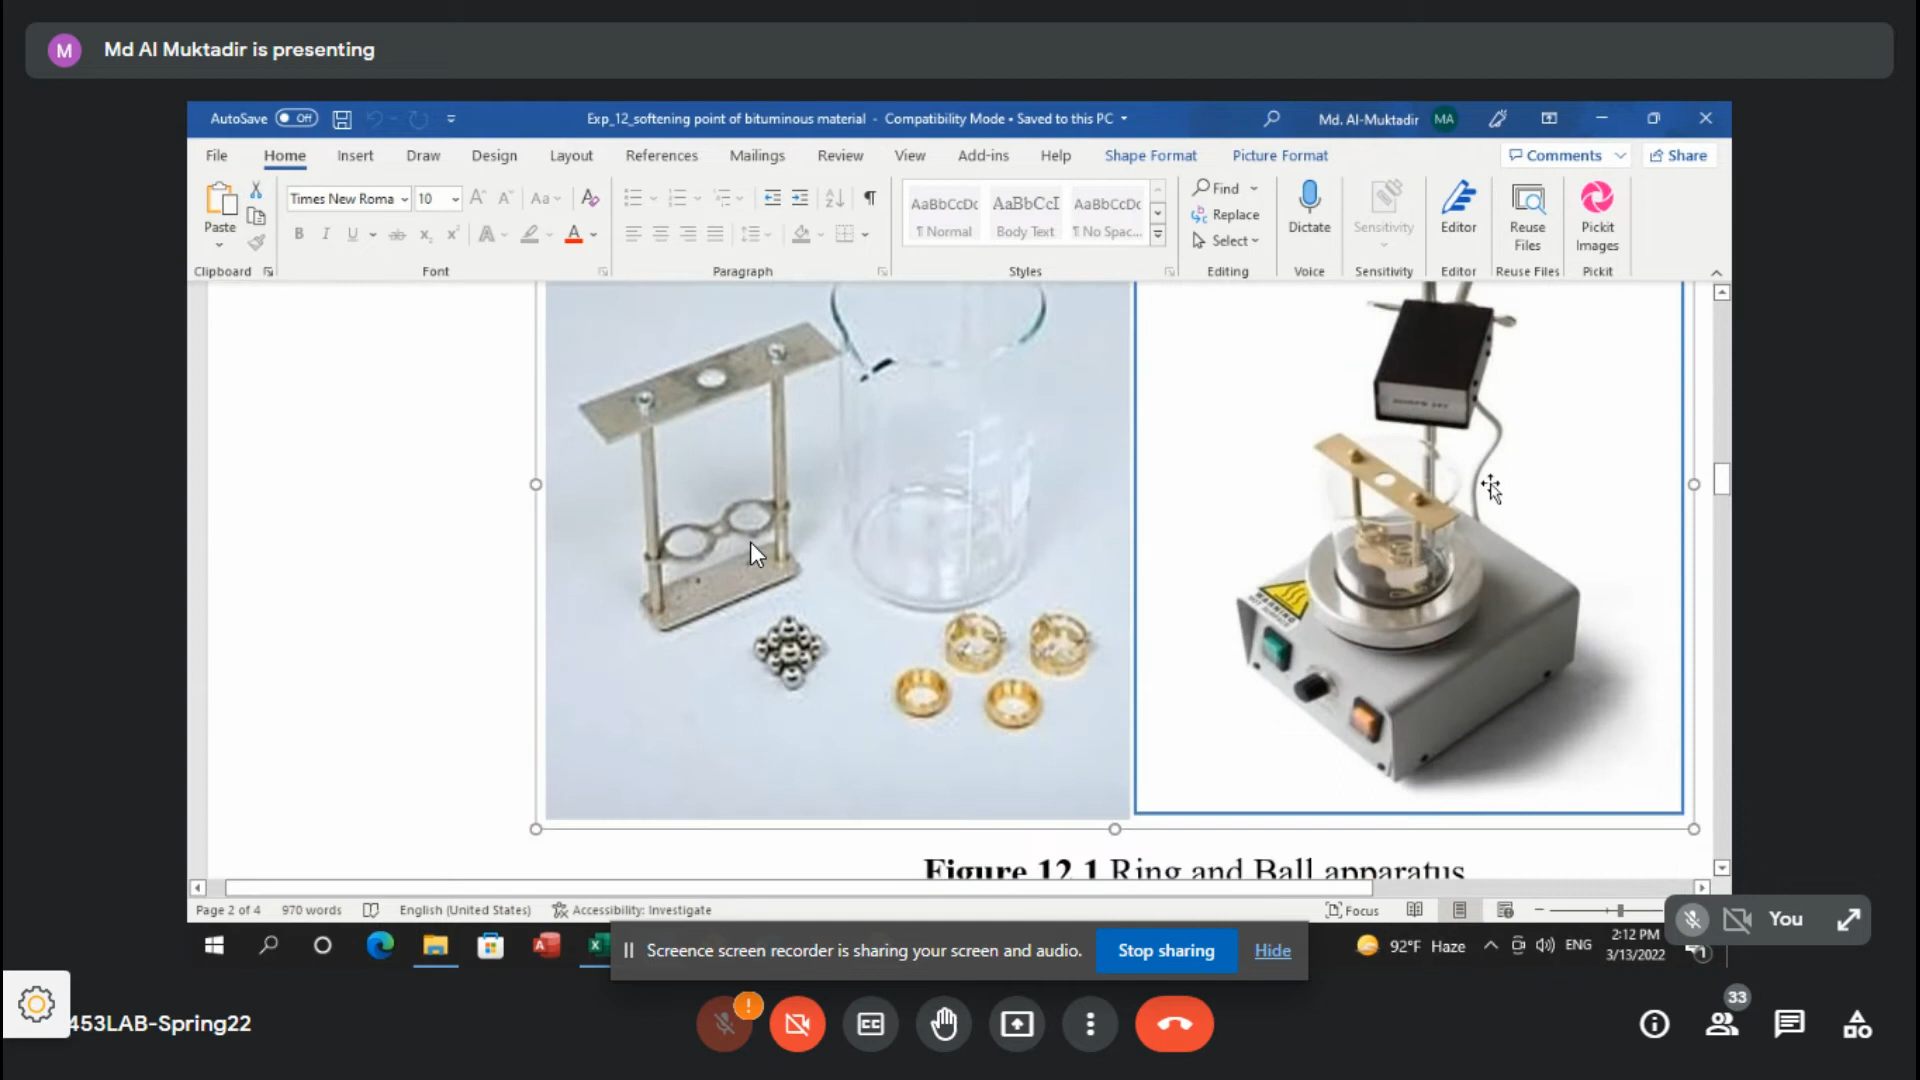 M Md Al Muktadir is presenting
AutoSave Off Exp_12_softening point of bituminous material - Compatibility Mode • Saved to this PC Md. Al-Muktadir MA
File Home Insert Draw Design Layout References Mailings Review View Add-ins Help Shape Format Picture Format Comments Share
Paste
Clipboard
Times New Roma 10
Font
Paragraph
AaBbCcDc AaBbCcI AaBbCcDc
¶ Normal Body Text ¶ No Spac...
Styles
Find
Replace
Select
Editing
Dictate
Voice
Sensitivity
Sensitivity
Editor
Editor
Reuse
Files
Reuse Files
Pickit
Images
Pickit
WARNING
Figure 12.1 Ring and Ball apparatus
Page 2 of 4 970 words English (United States) Accessibility: Investigate Focus
You
Screence screen recorder is sharing your screen and audio. Stop sharing Hide
92°F Haze ENG 2:12 PM
3/13/2022
1
453LAB-Spring22
33